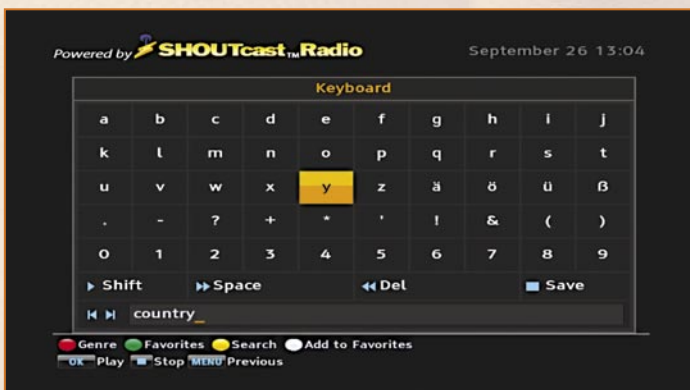 Powered by SHOUTcast™ Radio September 26 13:04
Keyboard
a b c d e f g h i j
k l m n o p q r s t
u v w x y z ä ö ü ß
. - ? + * ' ! & ( )
0 1 2 3 4 5 6 7 8 9
Shift Space Del Save
country_
Genre Favorites Search Add to Favorites
OK Play Stop MENU Previous